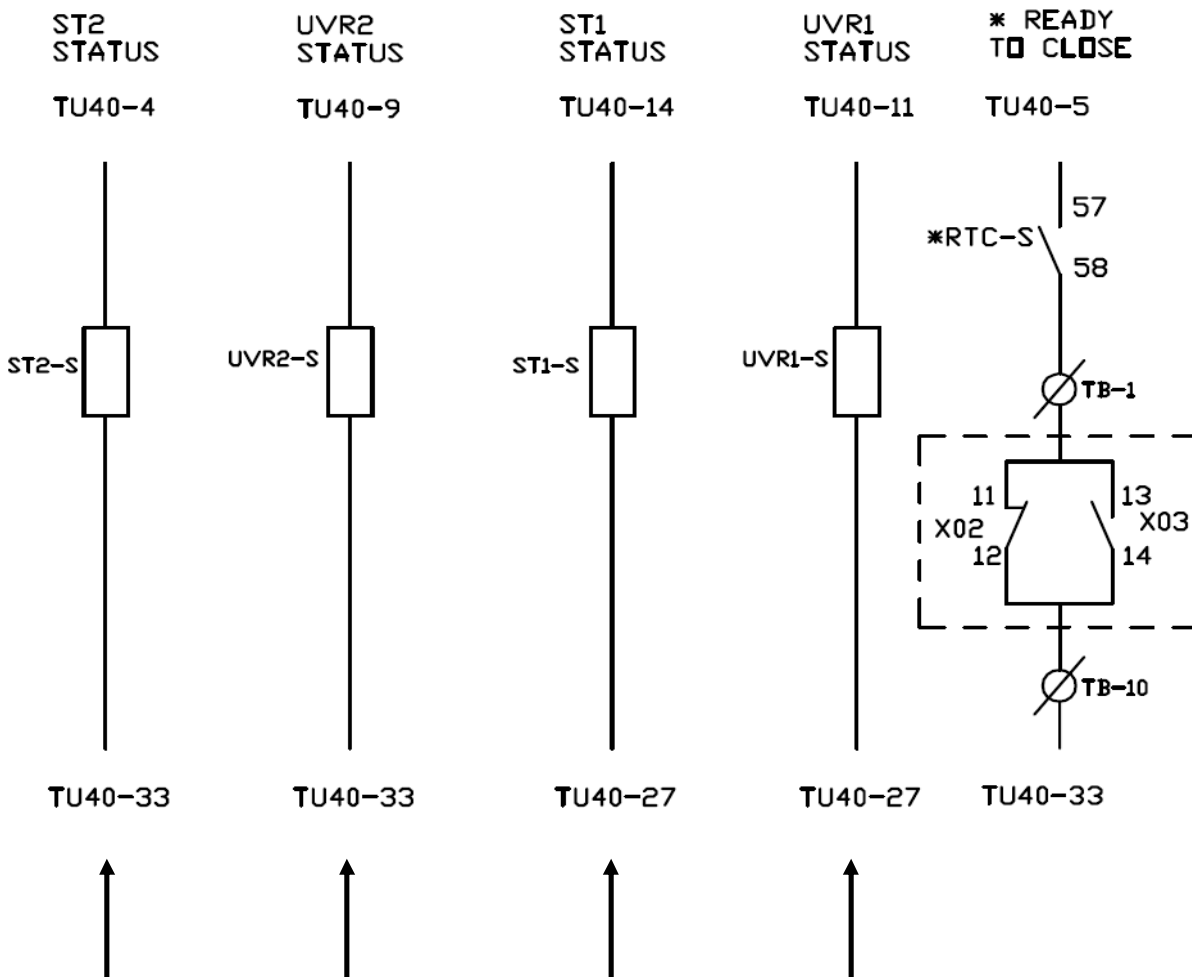 ST2
STATUS
UVR2
STATUS
ST1
STATUS
UVR1
STATUS
* READY
TO CLOSE
TU40-4
TU40-9
TU40-14
TU40-11
TU40-5
57
*RTC-S
58
ST2-S
UVR2-S
ST1-S
UVR1-S
TB-1
11
13
X02
X03
12
14
TB-10
TU40-33
TU40-33
TU40-27
TU40-27
TU40-33